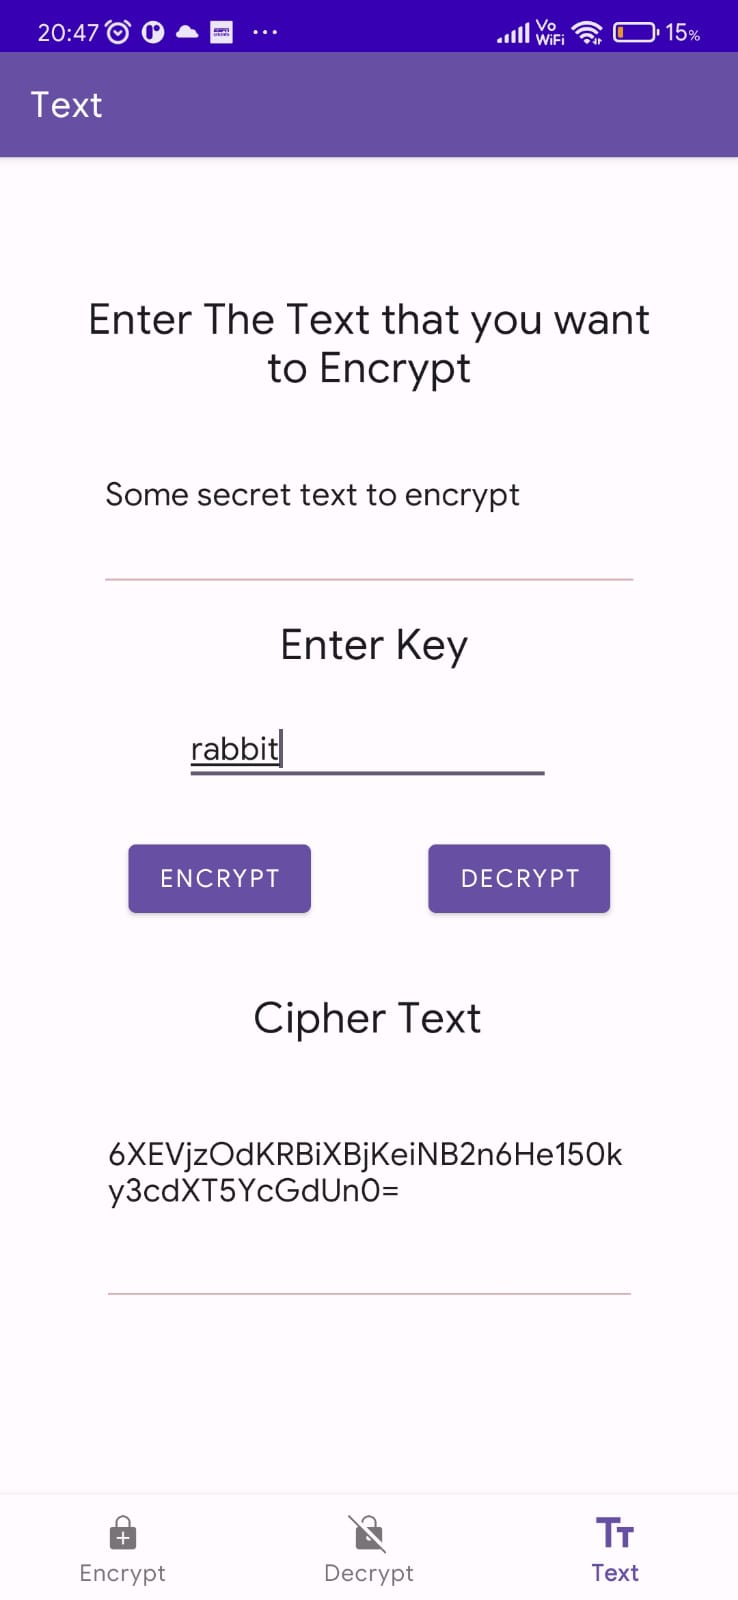 20:47 ... Vo WiFi 15%
Text
Enter The Text that you want
to Encrypt
Some secret text to encrypt
Enter Key
rabbit
ENCRYPT DECRYPT
Cipher Text
6XEVjzOdKRBiXBjKeiNB2n6He150k
y3cdXT5YcGdUn0=
Encrypt Decrypt Text